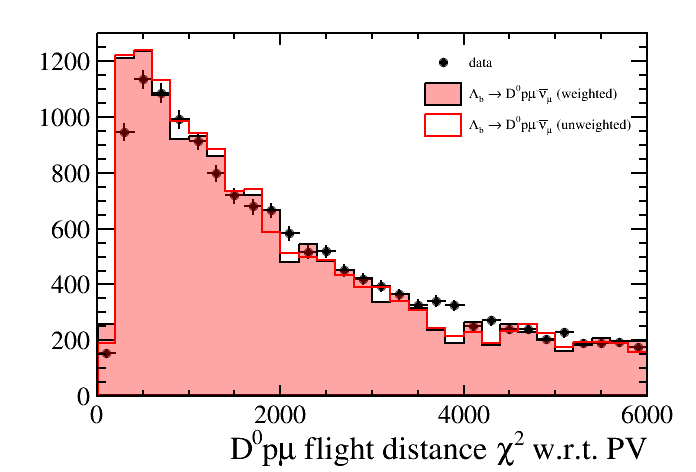 1200
1000
800
600
400
200
0
data
Λb → D⁰pμ ν̄μ (weighted)
Λb → D⁰pμ ν̄μ (unweighted)
0 2000 4000 6000
D⁰pμ flight distance χ² w.r.t. PV